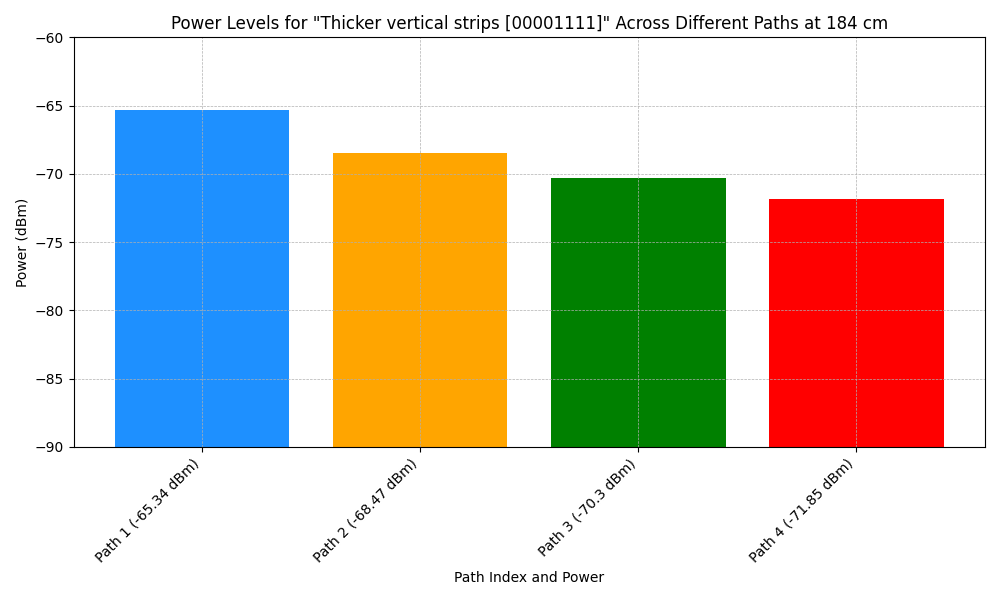 Power Levels for "Thicker vertical strips [00001111]" Across Different Paths at 184 cm
−60
−65
−70
−75
−80
−85
−90
Power (dBm)
Path 1 (-65.34 dBm)
Path 2 (-68.47 dBm)
Path 3 (-70.3 dBm)
Path 4 (-71.85 dBm)
Path Index and Power